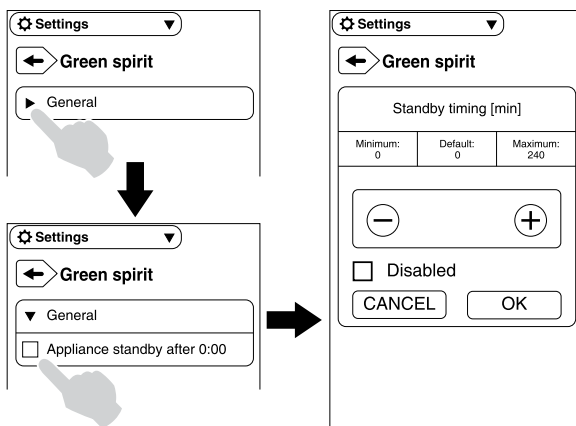 Settings
Green spirit
General
Settings
Green spirit
General
Appliance standby after 0:00
Settings
Green spirit
Standby timing [min]
Minimum:
0
Default:
0
Maximum:
240
Disabled
CANCEL
OK